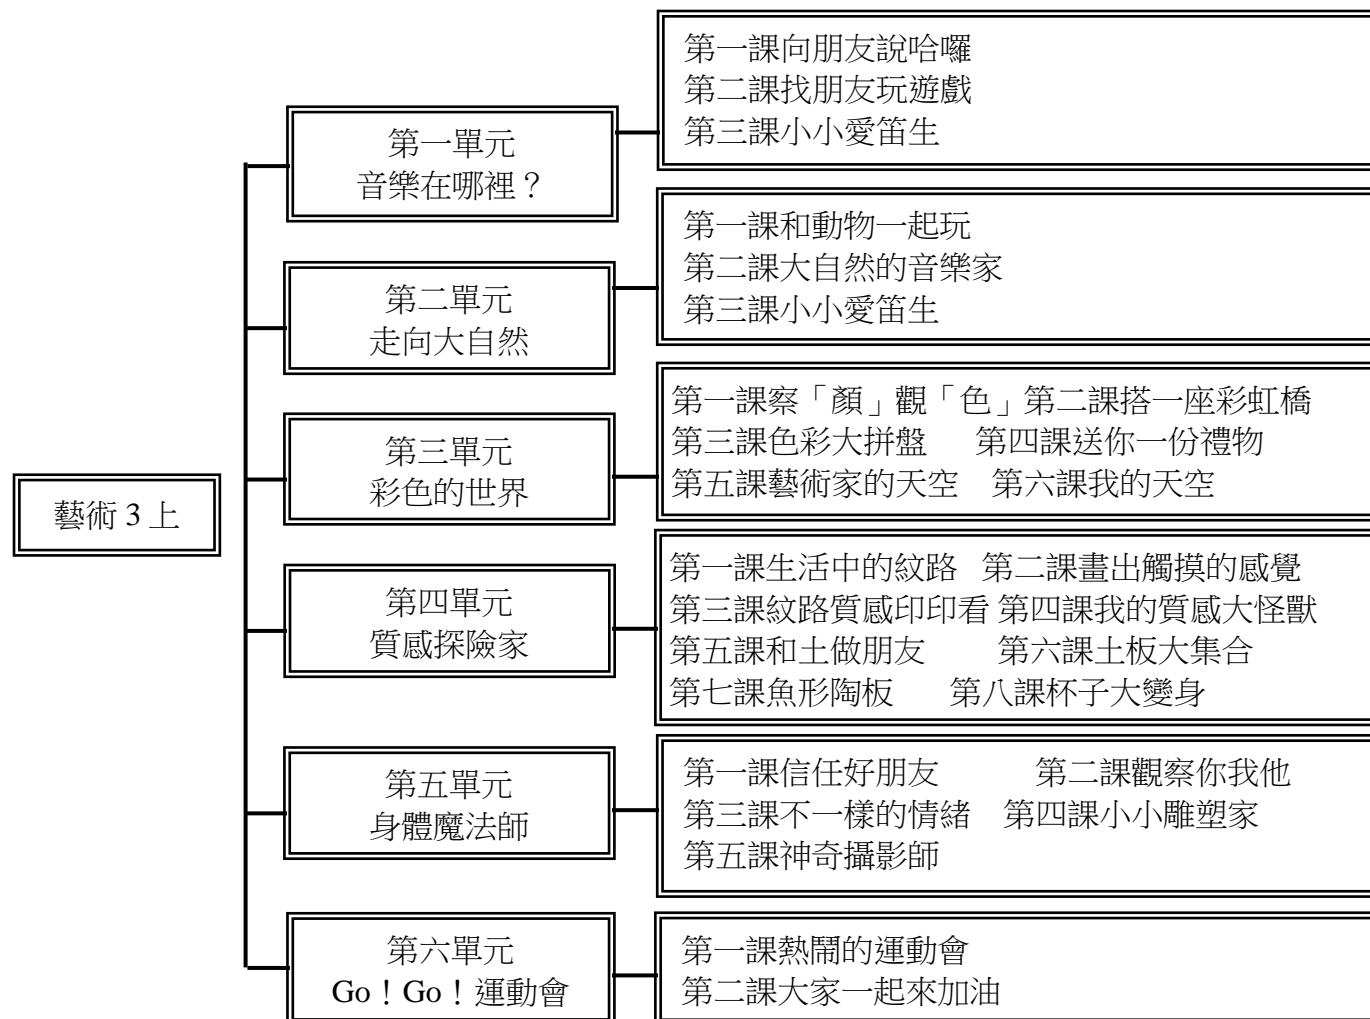 藝術 3 上
第一單元
音樂在哪裡？
第一課向朋友說哈囉
第二課找朋友玩遊戲
第三課小小愛笛生
第二單元
走向大自然
第一課和動物一起玩
第二課大自然的音樂家
第三課小小愛笛生
第三單元
彩色的世界
第一課察「顏」觀「色」第二課搭一座彩虹橋
第三課色彩大拼盤 第四課送你一份禮物
第五課藝術家的天空 第六課我的天空
第四單元
質感探險家
第一課生活中的紋路 第二課畫出觸摸的感覺
第三課紋路質感印印看 第四課我的質感大怪獸
第五課和土做朋友 第六課土板大集合
第七課魚形陶板 第八課杯子大變身
第五單元
身體魔法師
第一課信任好朋友 第二課觀察你我他
第三課不一樣的情緒 第四課小小雕塑家
第五課神奇攝影師
第六單元
Go！Go！運動會
第一課熱鬧的運動會
第二課大家一起來加油